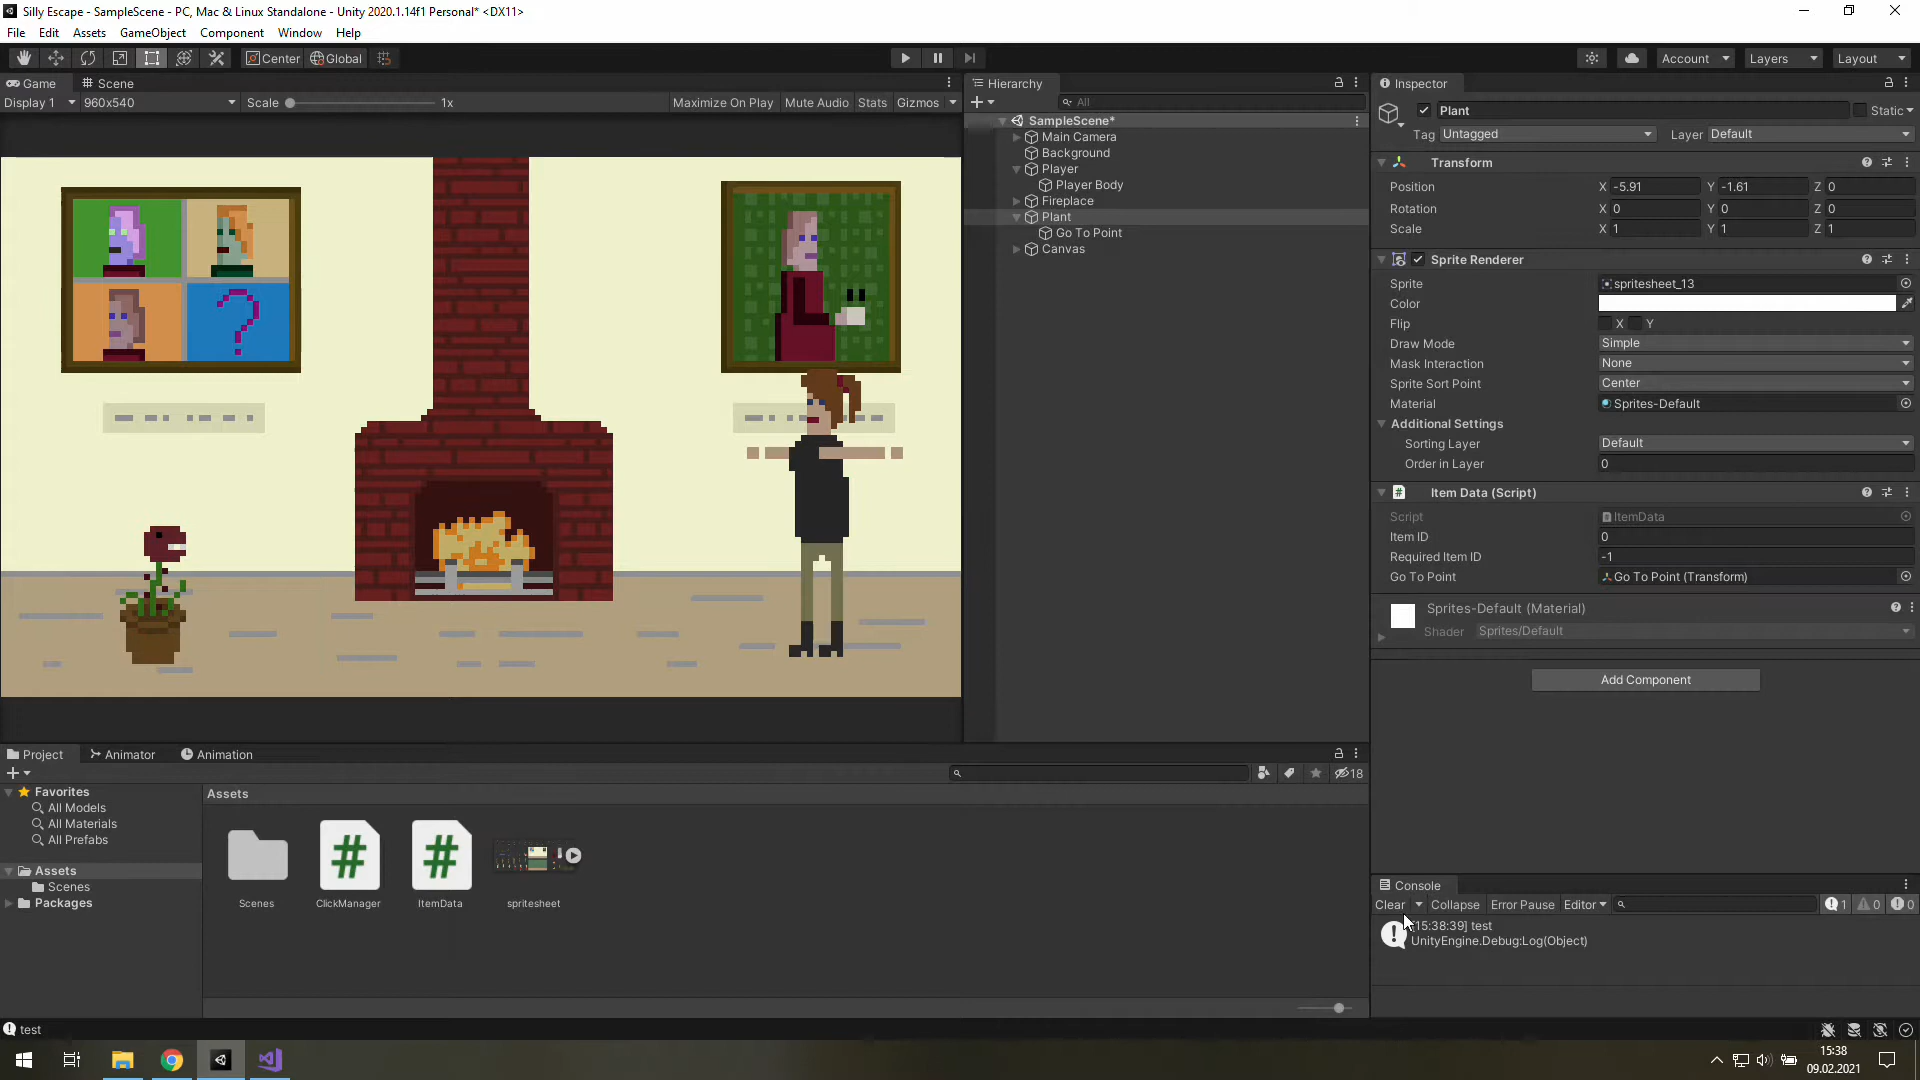 Silly Escape - SampleScene - PC, Mac & Linux Standalone - Unity 2020.1.14f1 Personal* <DX11>
File Edit Assets GameObject Component Window Help
Center Global Account Layers Layout
Game Scene
Display 1 960x540 Scale 1x Maximize On Play Mute Audio Stats Gizmos
Hierarchy
All
SampleScene*
Main Camera
Background
Player
Player Body
Fireplace
Plant
Go To Point
Canvas
Inspector
Plant Static
Tag Untagged Layer Default
Transform
Position X -5.91 Y -1.61 Z 0
Rotation X 0 Y 0 Z 0
Scale X 1 Y 1 Z 1
Sprite Renderer
Sprite spritesheet_13
Color
Flip X Y
Draw Mode Simple
Mask Interaction None
Sprite Sort Point Center
Material Sprites-Default
Additional Settings
Sorting Layer Default
Order in Layer 0
Item Data (Script)
Script ItemData
Item ID 0
Required Item ID -1
Go To Point Go To Point (Transform)
Sprites-Default (Material)
Shader Sprites/Default
Add Component
Project Animator Animation
18
Favorites
All Models
All Materials
All Prefabs
Assets
Scenes
Packages
Assets
Scenes ClickManager ItemData spritesheet
Console
Clear Collapse Error Pause Editor 1 0 0
[15:38:39] test
UnityEngine.Debug:Log(Object)
test
15:38
09.02.2021